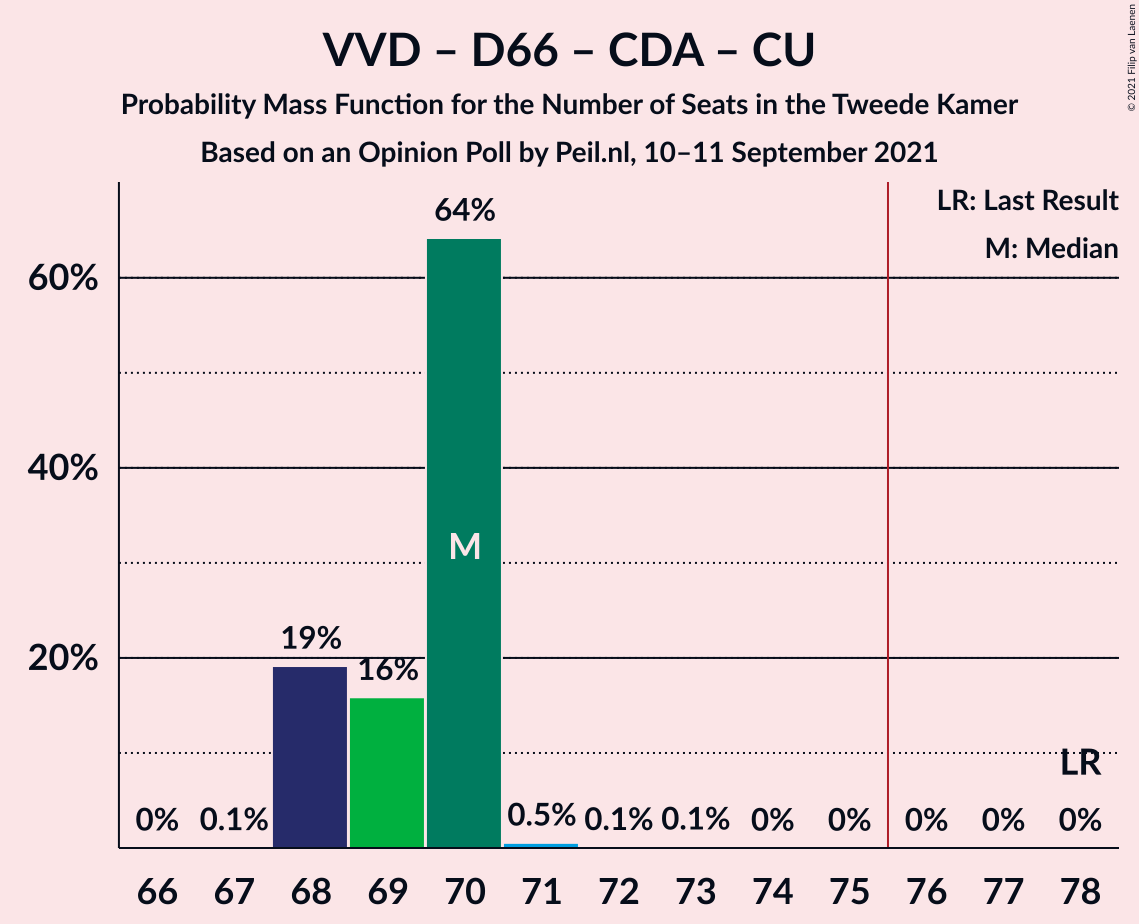 VVD – D66 – CDA – CU
Probability Mass Function for the Number of Seats in the Tweede Kamer
Based on an Opinion Poll by Peil.nl, 10–11 September 2021
© 2021 Filip van Laenen
LR: Last Result
M: Median
60%
40%
20%
0%
0.1%
19%
16%
64%
0.5%
0.1%
0.1%
0%
0%
0%
0%
0%
M
LR
66 67 68 69 70 71 72 73 74 75 76 77 78